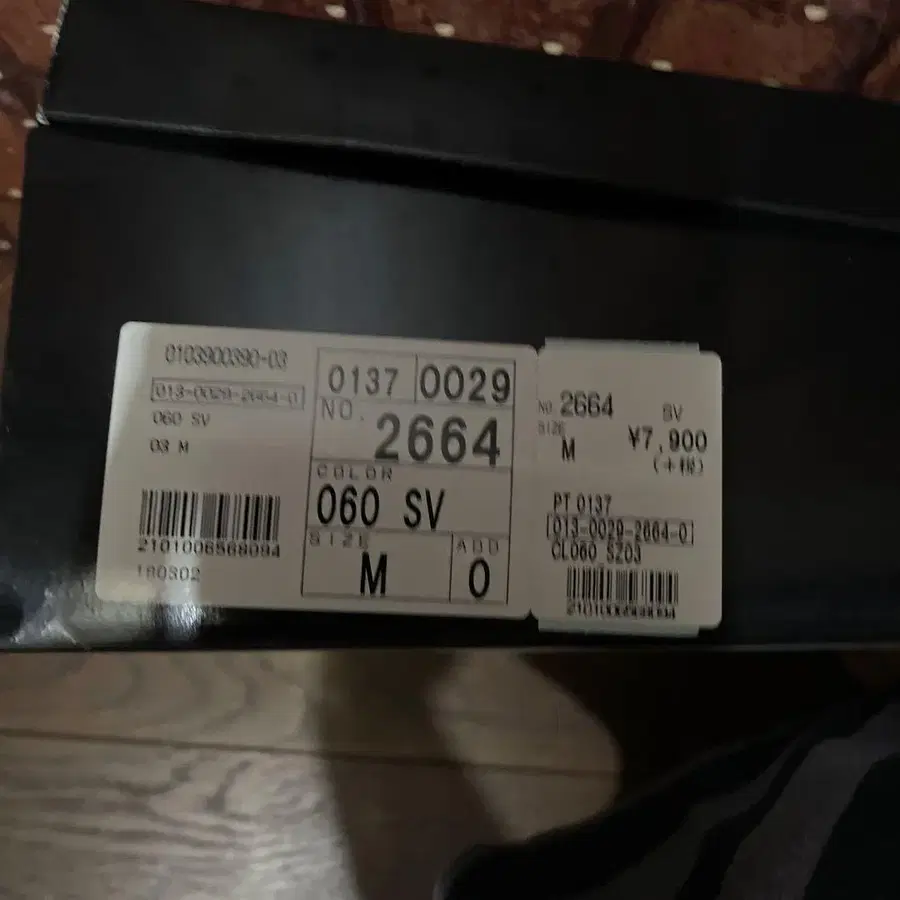 0103900390-03
013-0029-2664-0
060 SV
03 M
2101006568094
180302
0137 0029
NO. 2664
COLOR
060 SV
SIZE ADD
M 0
NO. 2664 SV
SIZE
M ¥7,900
(+税)
PT 0137
013-0029-2664-0
CL060 SZ03